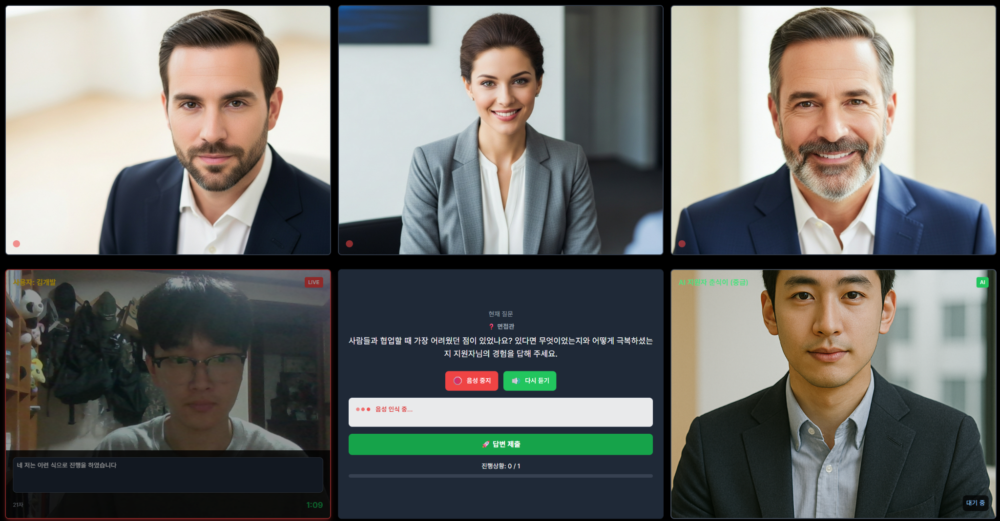 사용자: 김개발
LIVE
네 저는 이런 식으로 진행을 하였습니다
21자
1:09
현재 질문
❓ 면접관
사람들과 협업할 때 가장 어려웠던 점이 있었나요? 있다면 무엇이었는지와 어떻게 극복하셨는
지 지원자님의 경험을 답해 주세요.
음성 중지
다시 듣기
음성 인식 중...
🚀 답변 제출
진행상황: 0 / 1
AI 지원자 춘식이 (중급)
AI
대기 중